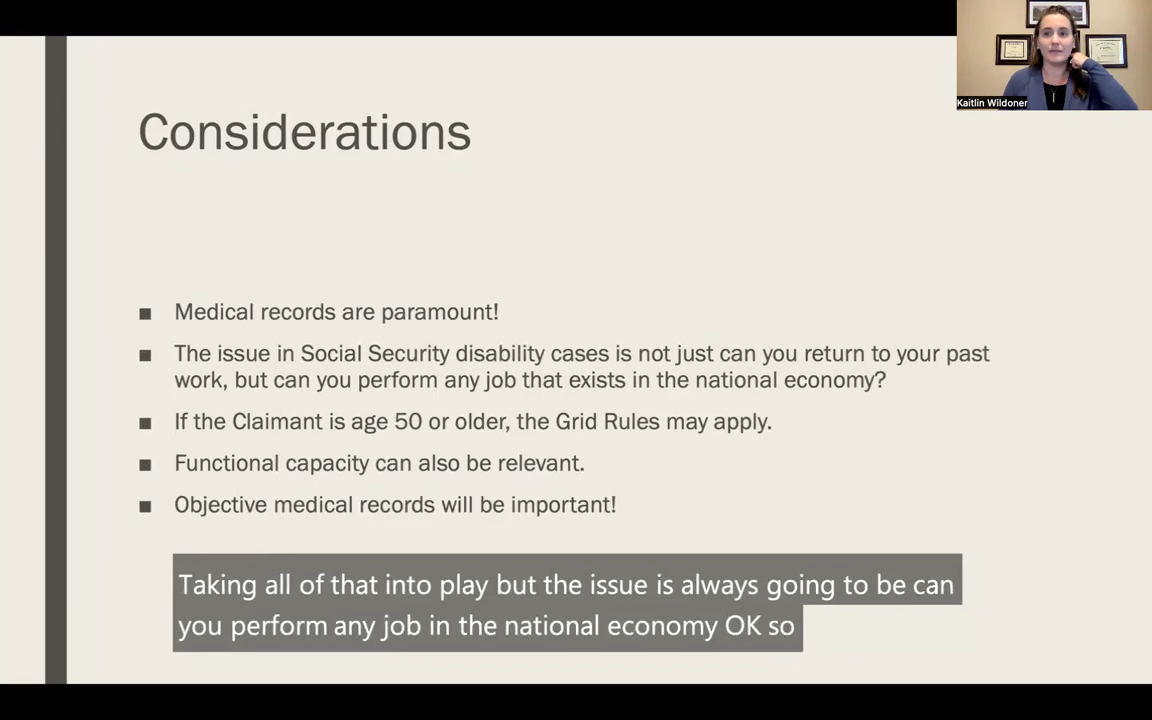 Kaitlin Wildoner
Considerations
■ Medical records are paramount!
■ The issue in Social Security disability cases is not just can you return to your past
work, but can you perform any job that exists in the national economy?
■ If the Claimant is age 50 or older, the Grid Rules may apply.
■ Functional capacity can also be relevant.
■ Objective medical records will be important!
Taking all of that into play but the issue is always going to be can
you perform any job in the national economy OK so